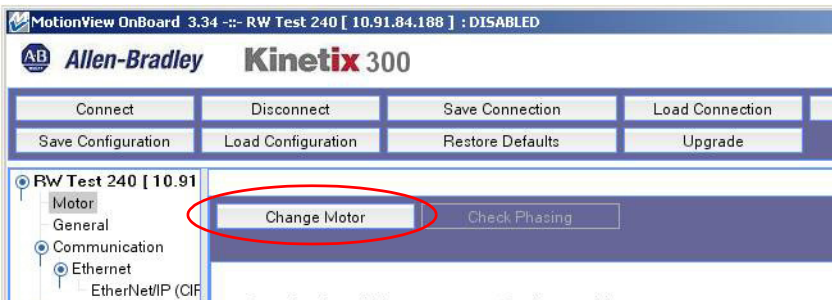 MotionView OnBoard 3.34 -::- RW Test 240 [ 10.91.84.188 ] : DISABLED
AB Allen-Bradley Kinetix 300
Connect Disconnect Save Connection Load Connection
Save Configuration Load Configuration Restore Defaults Upgrade
RW Test 240 [ 10.91
Motor
Change Motor Check Phasing
General
Communication
Ethernet
EtherNet/IP (CIF